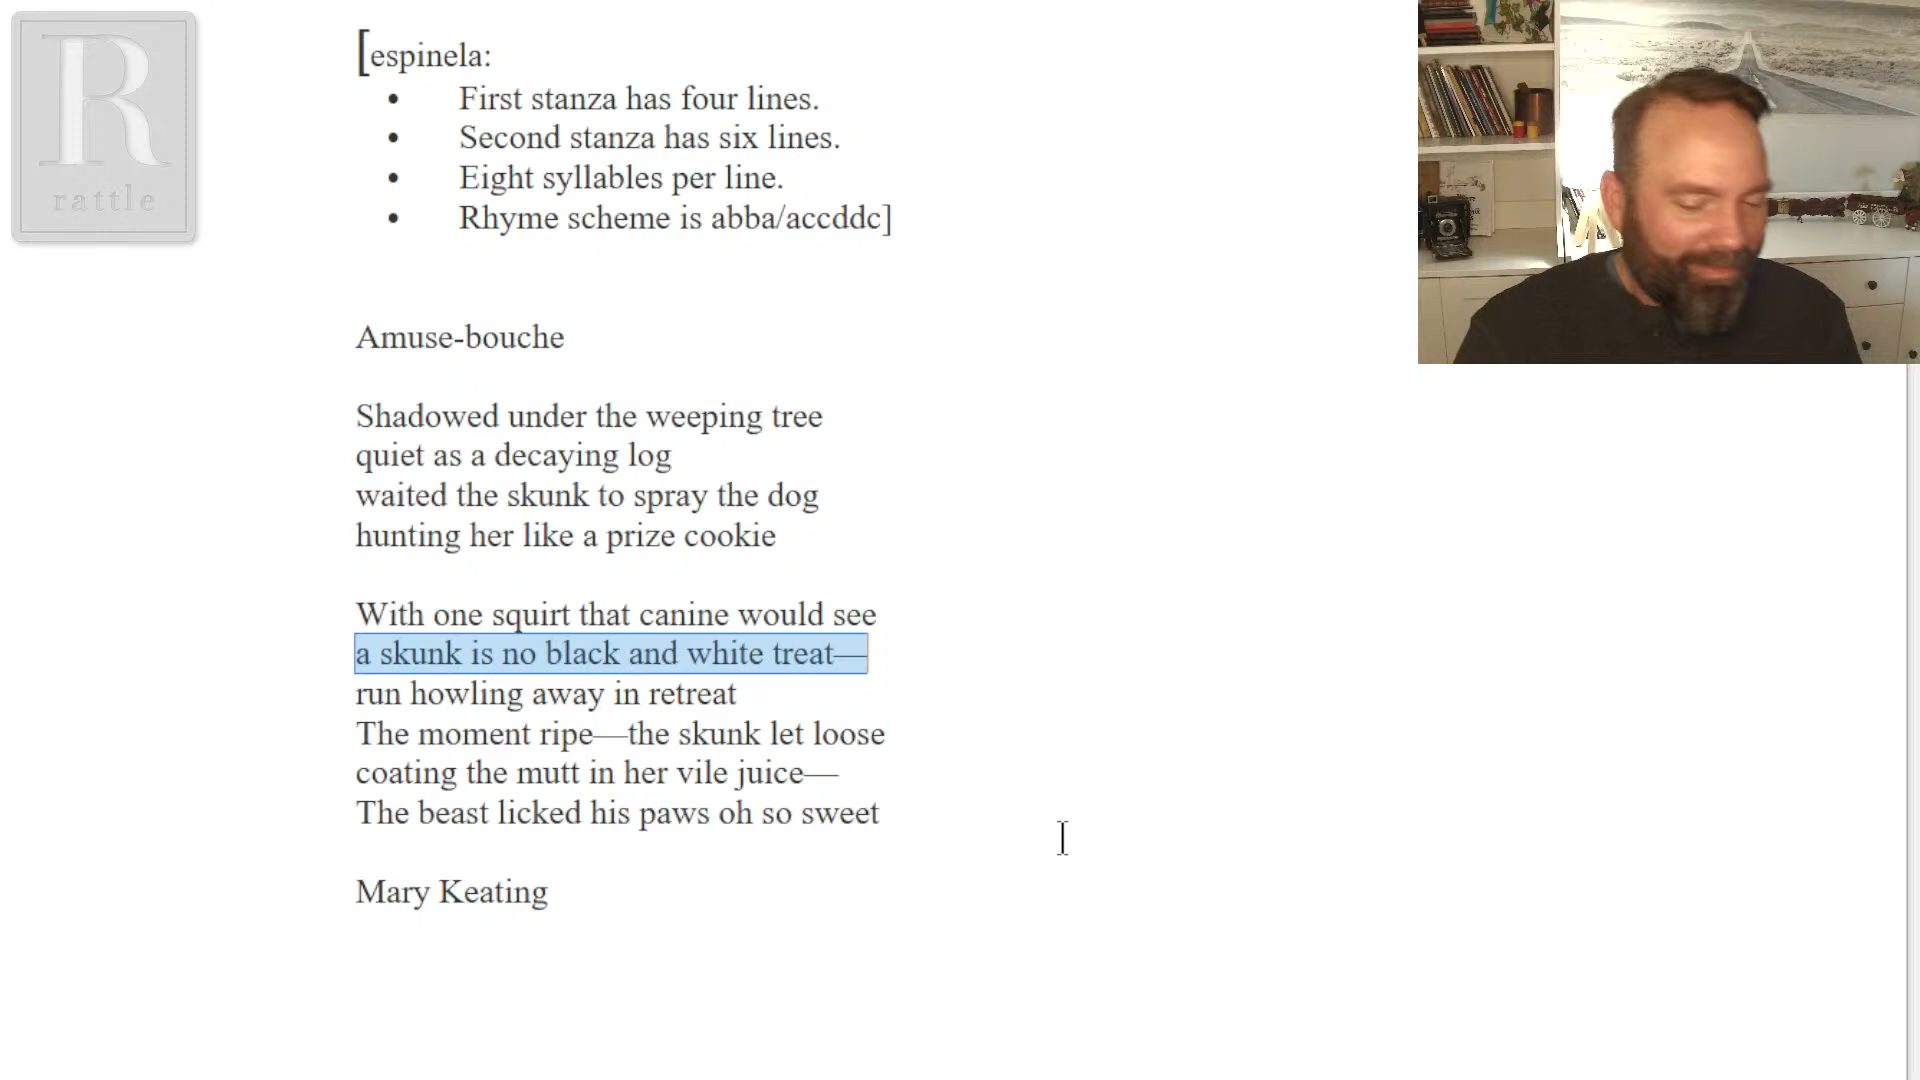 R
rattle
[espinela:
• First stanza has four lines.
• Second stanza has six lines.
• Eight syllables per line.
• Rhyme scheme is abba/accddc]
Amuse-bouche
Shadowed under the weeping tree
quiet as a decaying log
waited the skunk to spray the dog
hunting her like a prize cookie
With one squirt that canine would see
a skunk is no black and white treat—
run howling away in retreat
The moment ripe—the skunk let loose
coating the mutt in her vile juice—
The beast licked his paws oh so sweet
Mary Keating